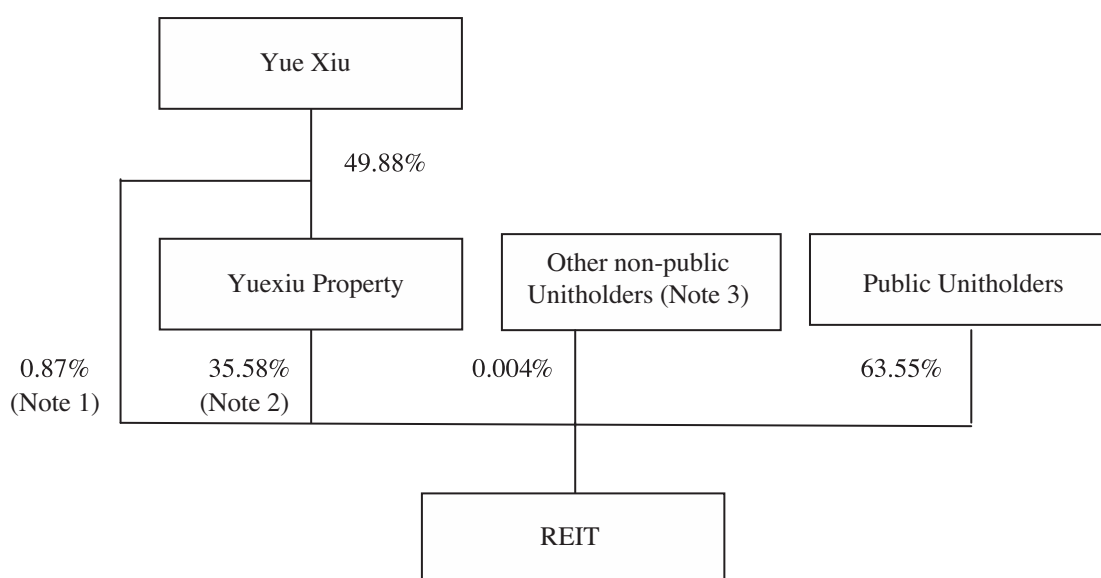 Yue Xiu
49.88%
Yuexiu Property
Other non-public
Unitholders (Note 3)
Public Unitholders
0.87%
(Note 1)
35.58%
(Note 2)
0.004%
63.55%
REIT